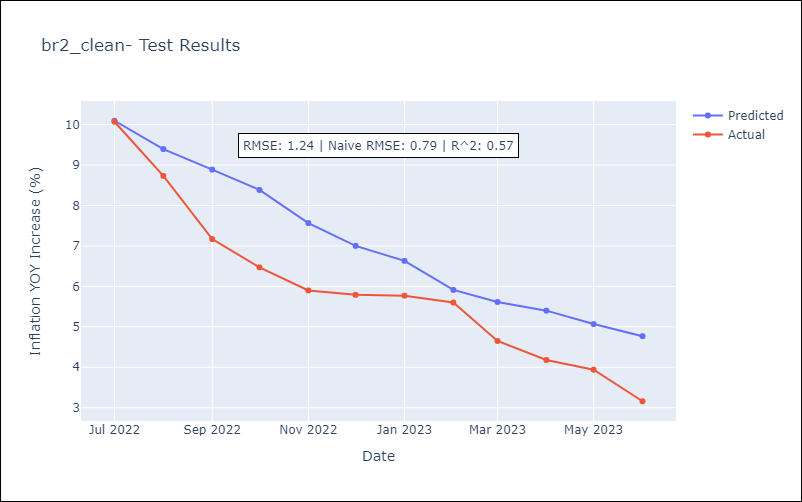 br2_clean- Test Results
Predicted
Actual
RMSE: 1.24 | Naive RMSE: 0.79 | R^2: 0.57
Inflation YOY Increase (%)
10
9
8
7
6
5
4
3
Jul 2022 Sep 2022 Nov 2022 Jan 2023 Mar 2023 May 2023
Date